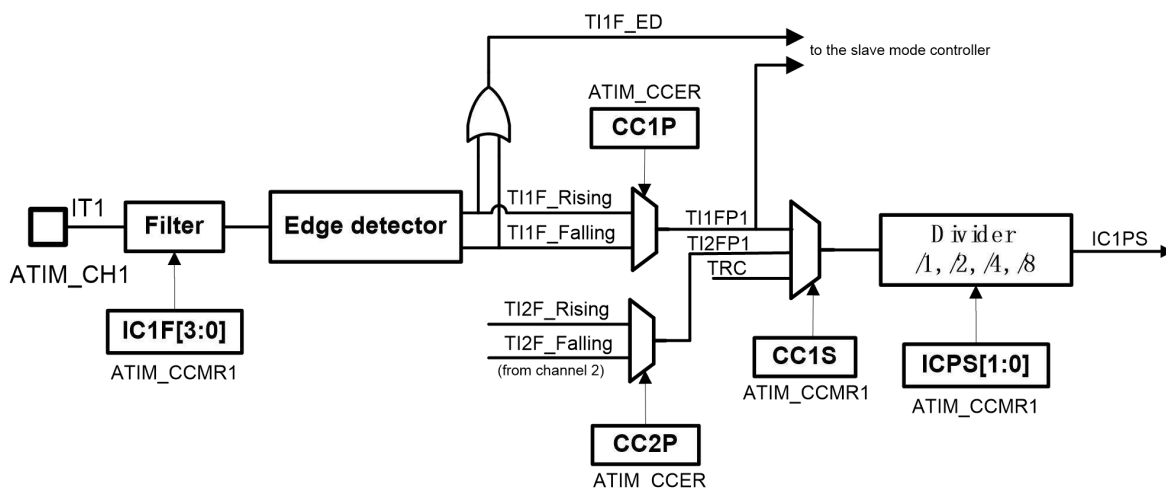 TI1F_ED
to the slave mode controller
ATIM_CCER
CC1P
IT1
Filter
Edge detector
TI1F_Rising
TI1F_Falling
TI1FP1
TI2FP1
TRC
Divider
/1, /2, /4, /8
IC1PS
ATIM_CH1
IC1F[3:0]
ATIM_CCMR1
TI2F_Rising
TI2F_Falling
(from channel 2)
CC1S
ATIM_CCMR1
ICPS[1:0]
ATIM_CCMR1
CC2P
ATIM_CCER